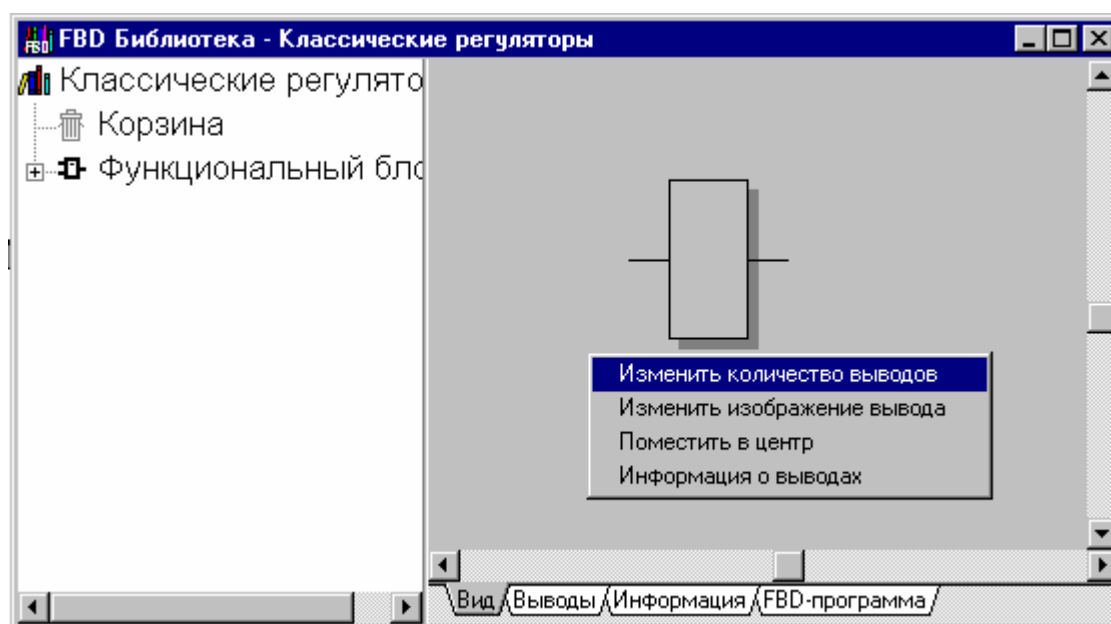 FBD Библиотека - Классические регуляторы
Классические регулято
Корзина
Функциональный бло
Изменить количество выводов
Изменить изображение вывода
Поместить в центр
Информация о выводах
Вид Выводы Информация FBD-программа